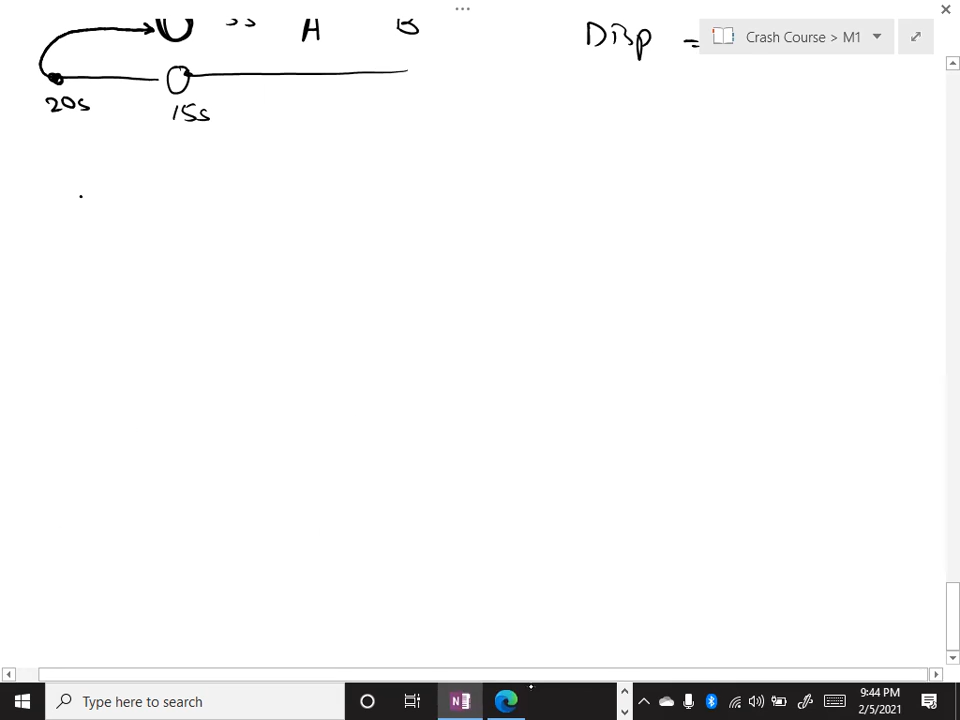 A B
Disp =
Crash Course > M1
20s
15s
Type here to search
9:44 PM
2/5/2021